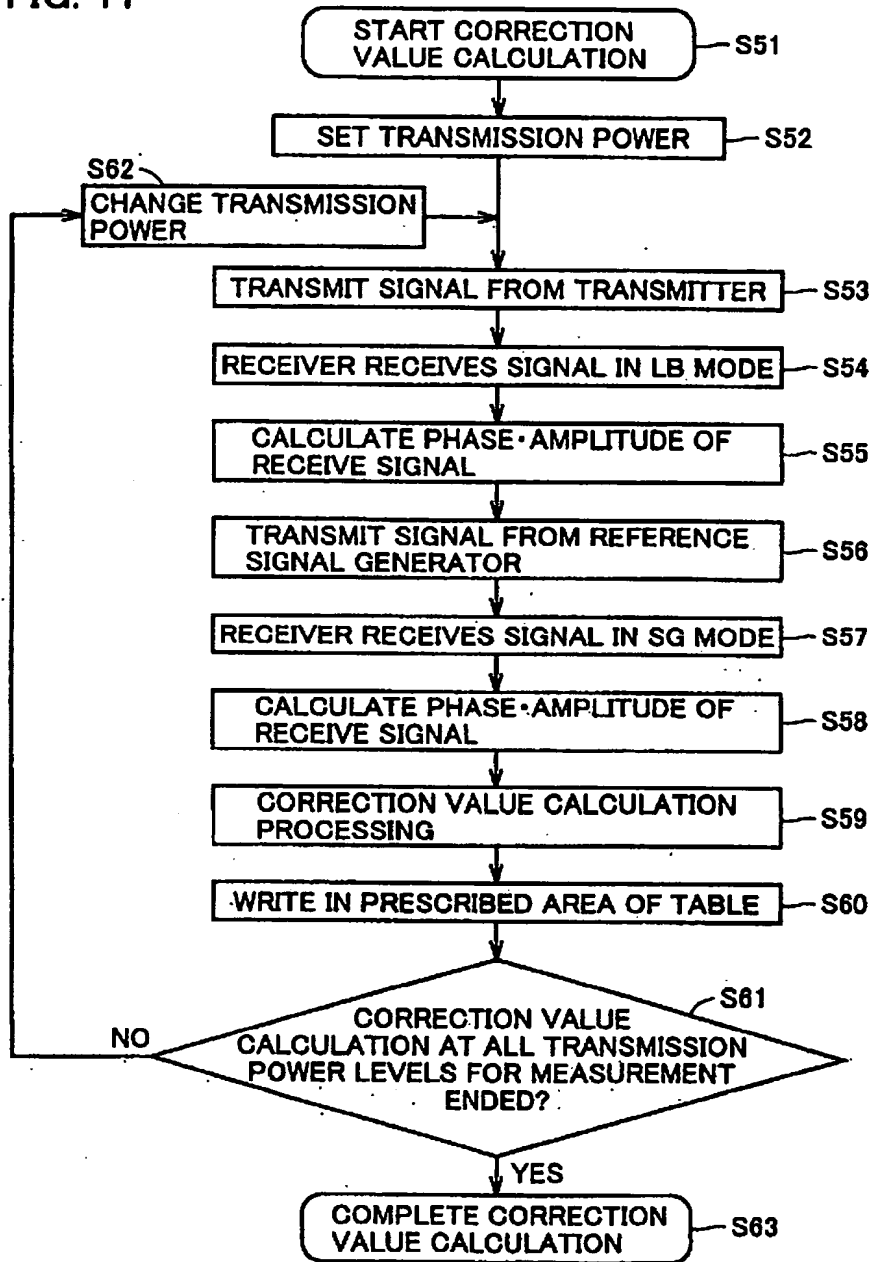 START CORRECTION
VALUE CALCULATION
S51
SET TRANSMISSION POWER
S52
S62
CHANGE TRANSMISSION
POWER
TRANSMIT SIGNAL FROM TRANSMITTER
S53
RECEIVER RECEIVES SIGNAL IN LB MODE
S54
CALCULATE PHASE·AMPLITUDE OF
RECEIVE SIGNAL
S55
TRANSMIT SIGNAL FROM REFERENCE
SIGNAL GENERATOR
S56
RECEIVER RECEIVES SIGNAL IN SG MODE
S57
CALCULATE PHASE·AMPLITUDE OF
RECEIVE SIGNAL
S58
CORRECTION VALUE CALCULATION
PROCESSING
S59
WRITE IN PRESCRIBED AREA OF TABLE
S60
S61
CORRECTION VALUE
CALCULATION AT ALL TRANSMISSION
POWER LEVELS FOR MEASUREMENT
ENDED?
NO
YES
COMPLETE CORRECTION
VALUE CALCULATION
S63